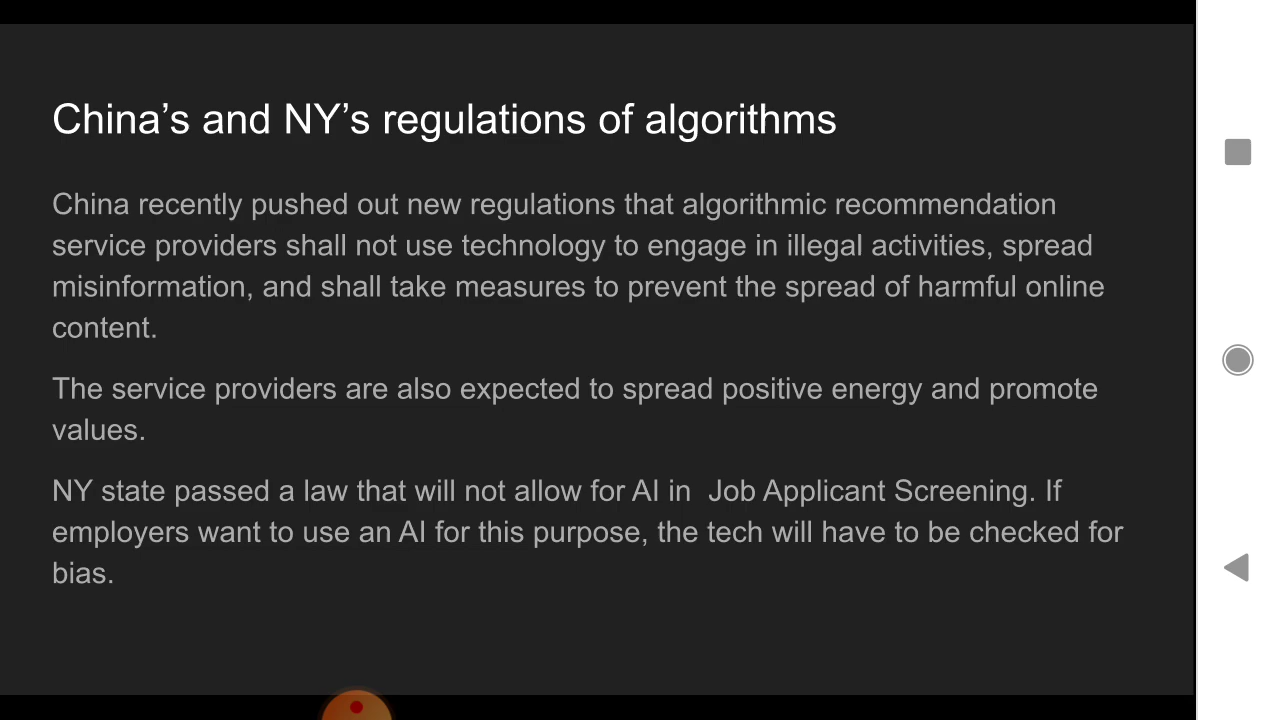 China’s and NY’s regulations of algorithms
China recently pushed out new regulations that algorithmic recommendation
service providers shall not use technology to engage in illegal activities, spread
misinformation, and shall take measures to prevent the spread of harmful online
content.
The service providers are also expected to spread positive energy and promote
values.
NY state passed a law that will not allow for AI in  Job Applicant Screening. If
employers want to use an AI for this purpose, the tech will have to be checked for
bias.